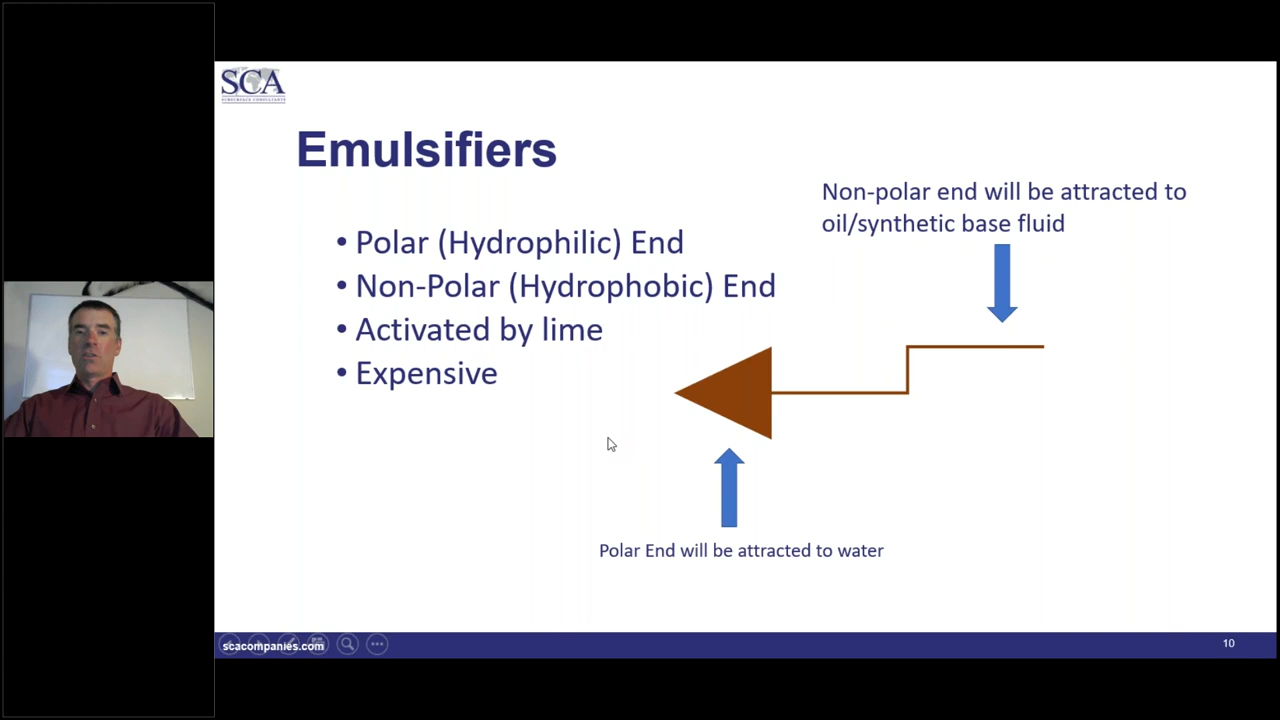 SCA
Emulsifiers
• Polar (Hydrophilic) End
• Non-Polar (Hydrophobic) End
• Activated by lime
• Expensive
Non-polar end will be attracted to
oil/synthetic base fluid
Polar End will be attracted to water
scacompanies.com
10